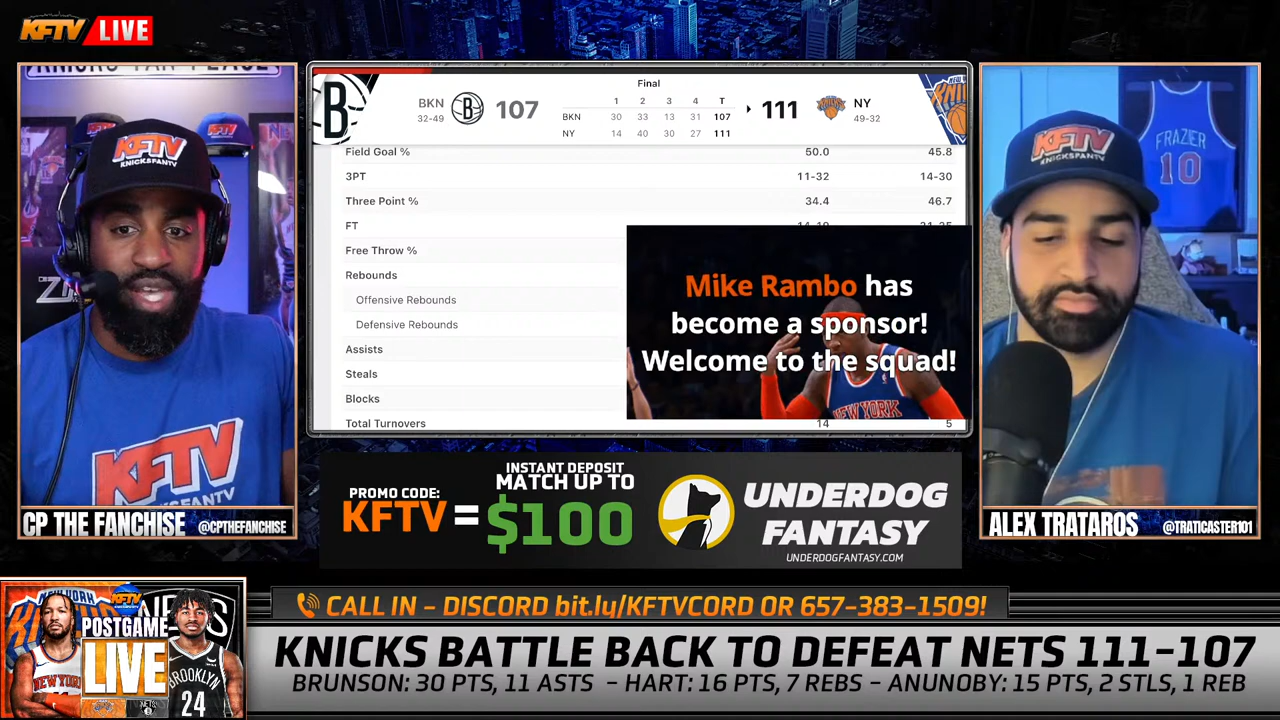 KFTV LIVE
KNICKS FAN PLACE
KFTV
KNICKSFANTV
KFTV
CP THE FANCHISE @CPTHEFANCHISE
Final
BKN
32-49
B
107
1 2 3 4 T
BKN 30 33 13 31 107
NY 14 40 30 27 111
111
NY
49-32
Field Goal % 50.0 45.8
3PT 11-32 14-30
Three Point % 34.4 46.7
FT
Free Throw %
Rebounds
Offensive Rebounds
Defensive Rebounds
Assists
Steals
Blocks
Total Turnovers 14 5
Mike Rambo has
become a sponsor!
Welcome to the squad!
NEW YORK
FRAZIER
10
KFTV
KNICKSFANTV
ALEX TRATAROS @TRATICASTER101
PROMO CODE:
KFTV
=
INSTANT DEPOSIT
MATCH UP TO
$100
UNDERDOG
FANTASY
UNDERDOGFANTASY.COM
KFTV
POSTGAME
LIVE
NEW YORK
BROOKLYN
24
NETS
CALL IN – DISCORD bit.ly/KFTVCORD OR 657-383-1509!
KNICKS BATTLE BACK TO DEFEAT NETS 111-107
BRUNSON: 30 PTS, 11 ASTS – HART: 16 PTS, 7 REBS – ANUNOBY: 15 PTS, 2 STLS, 1 REB